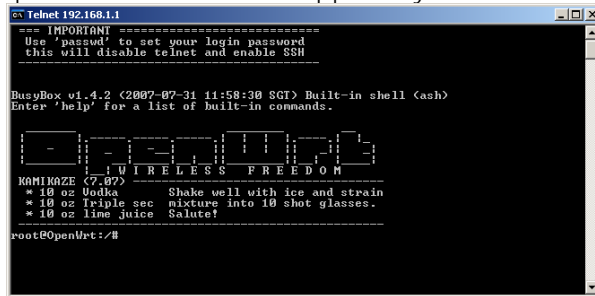 Telnet 192.168.1.1
=== IMPORTANT ============================
Use 'passwd' to set your login password
this will disable telnet and enable SSH
------------------------------------------
BusyBox v1.4.2 (2007-07-31 11:58:30 SGT) Built-in shell (ash)
Enter 'help' for a list of built-in commands.
OpenWrt
W I R E L E S S   F R E E D O M
KAMIKAZE (7.07) -----------------------------------
* 10 oz Vodka       Shake well with ice and strain
* 10 oz Triple sec  mixture into 10 shot glasses.
* 10 oz lime juice  Salute!
---------------------------------------------------
root@OpenWrt:/#